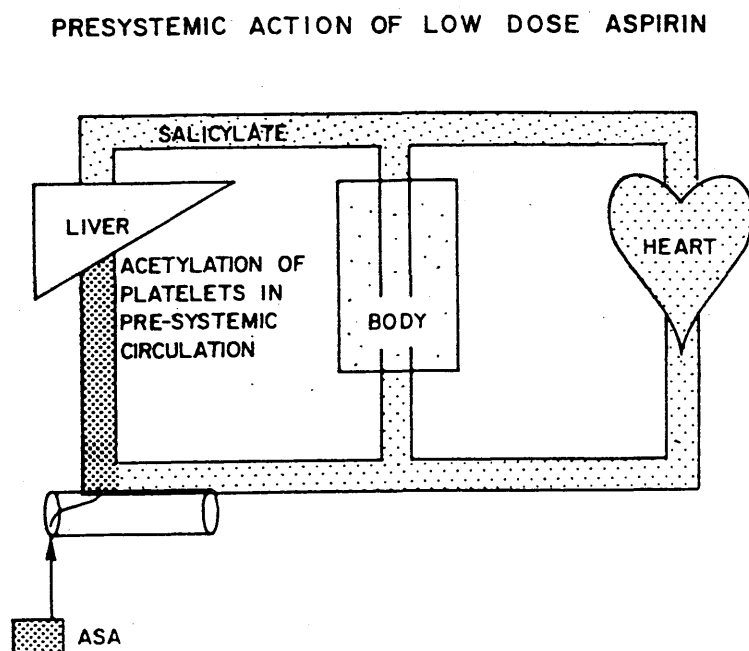 PRESYSTEMIC ACTION OF LOW DOSE ASPIRIN
SALICYLATE
LIVER
HEART
ACETYLATION OF
PLATELETS IN
PRE-SYSTEMIC
CIRCULATION
BODY
ASA